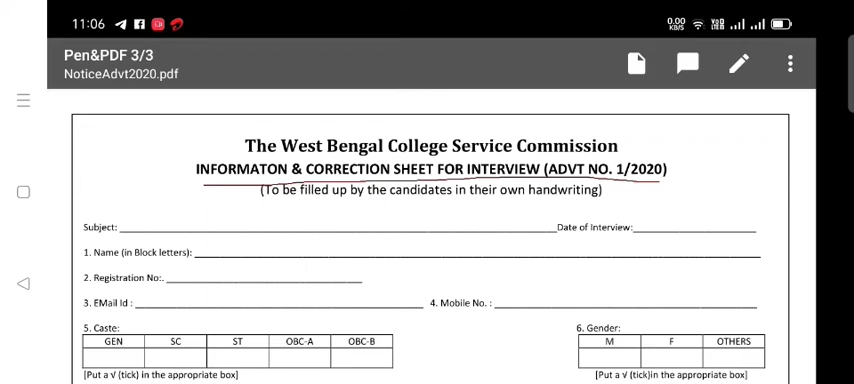 11:06
0.00 KB/S
Pen&PDF 3/3
NoticeAdvt2020.pdf
The West Bengal College Service Commission
INFORMATON & CORRECTION SHEET FOR INTERVIEW (ADVT NO. 1/2020)
(To be filled up by the candidates in their own handwriting)
Subject: Date of Interview:
1. Name (in Block letters):
2. Registration No:.
3. EMail Id : 4. Mobile No. :
5. Caste: 6. Gender:
GEN SC ST OBC-A OBC-B M F OTHERS
[Put a √ (tick) in the appropriate box] [Put a √ (tick)in the appropriate box]